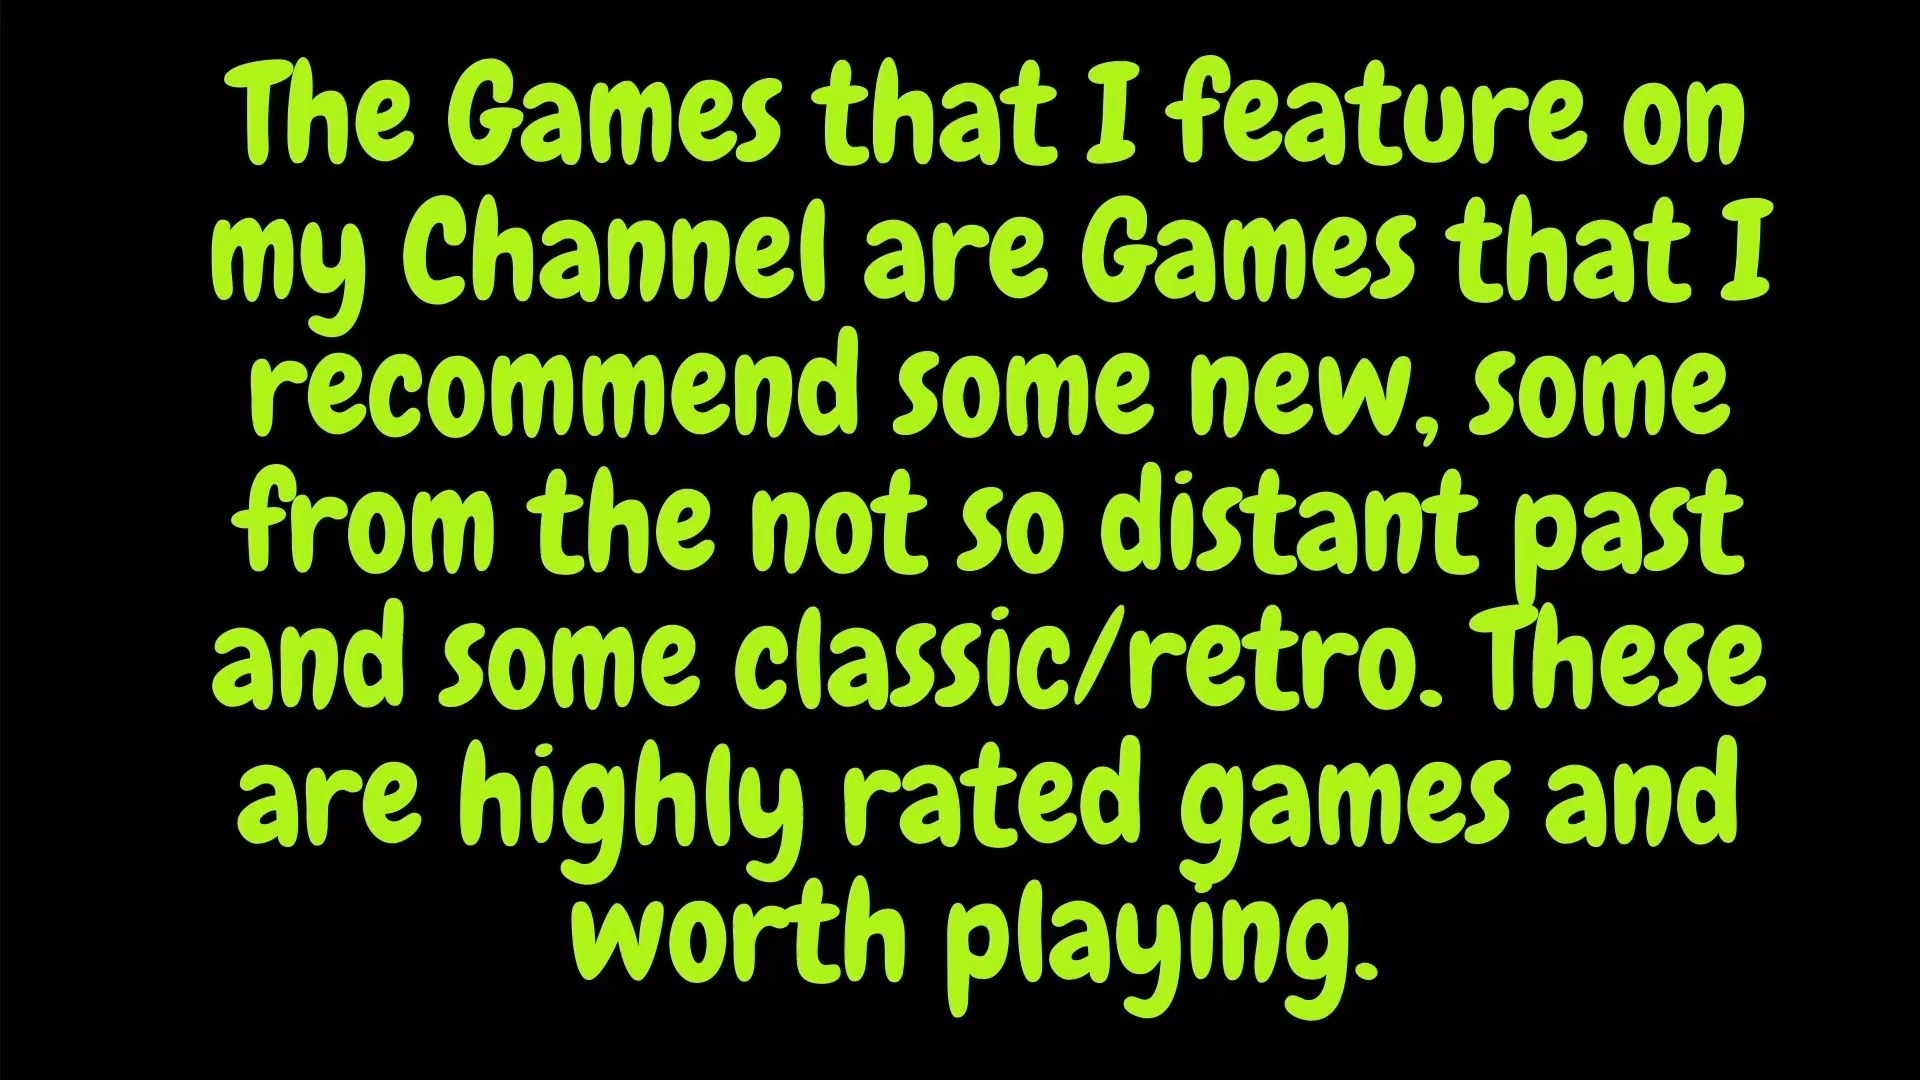 The Games that I feature on
my Channel are Games that I
recommend some new, some
from the not so distant past
and some classic/retro. These
are highly rated games and
worth playing.